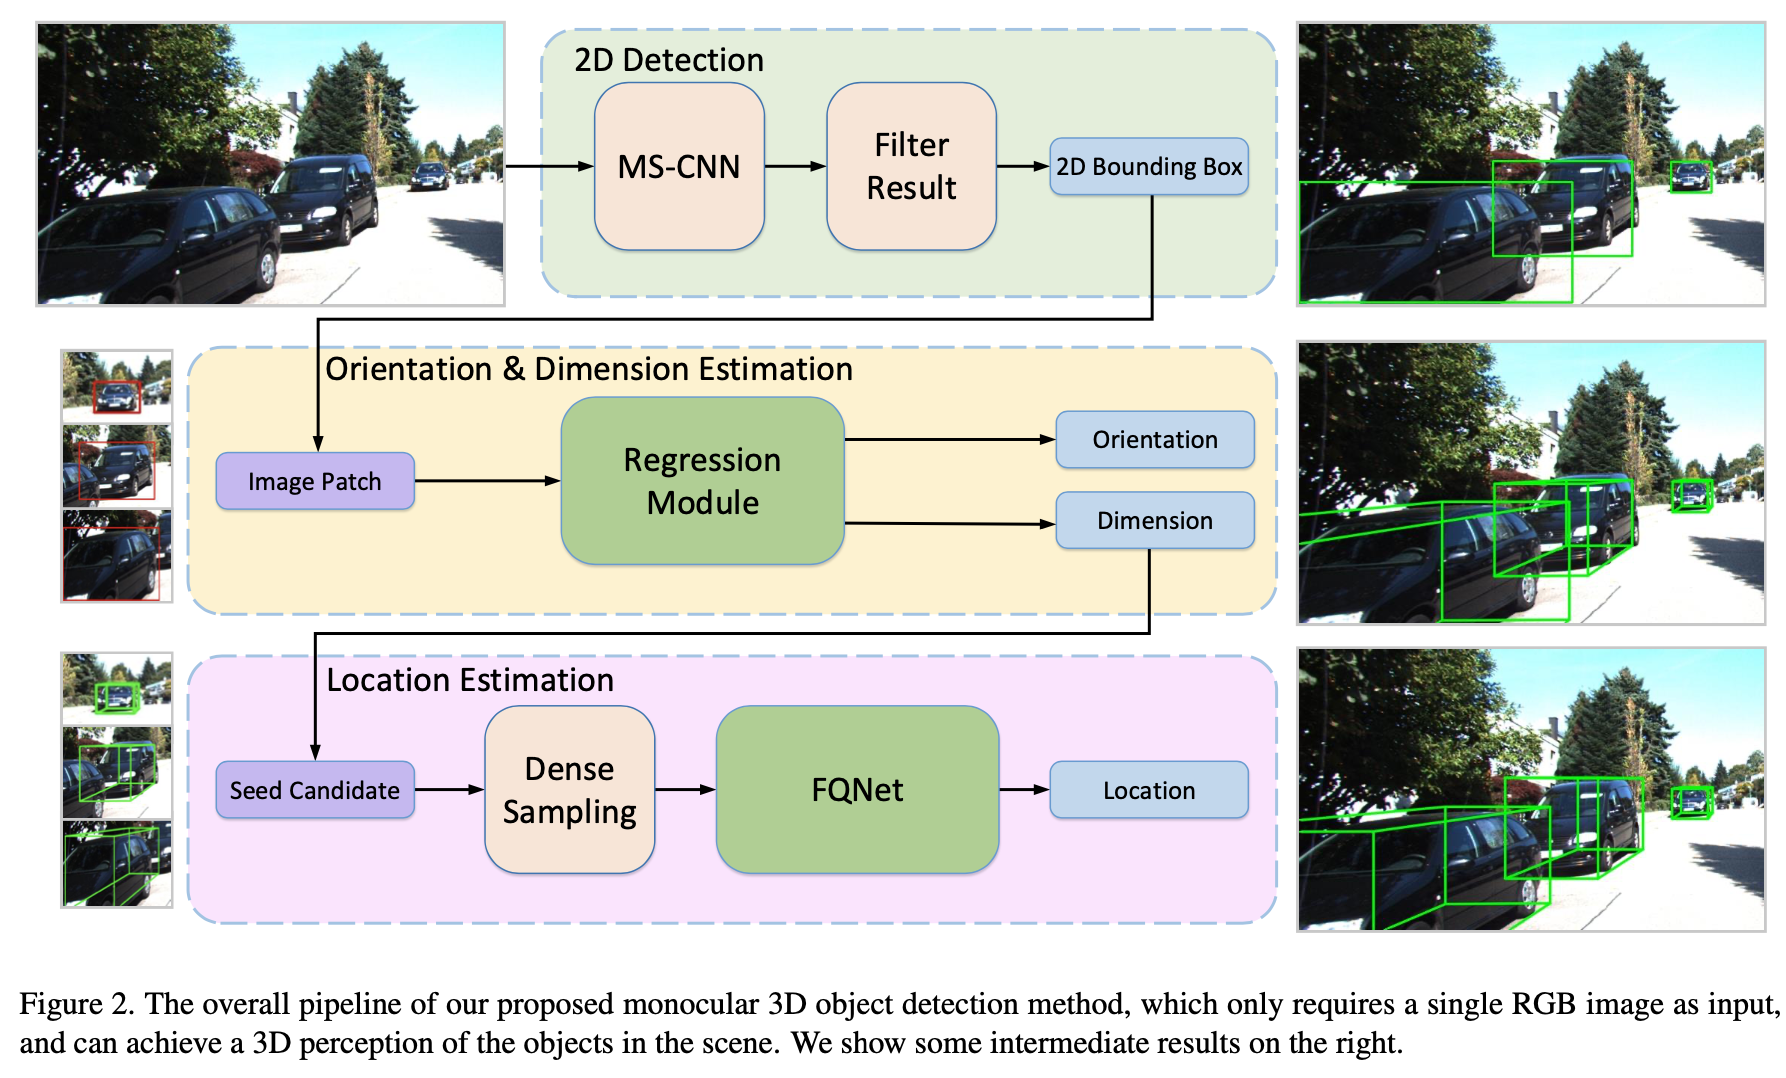 2D Detection
MS-CNN
Filter
Result
2D Bounding Box
Orientation & Dimension Estimation
Image Patch
Regression
Module
Orientation
Dimension
Location Estimation
Seed Candidate
Dense
Sampling
FQNet
Location
Figure 2. The overall pipeline of our proposed monocular 3D object detection method, which only requires a single RGB image as input,
and can achieve a 3D perception of the objects in the scene. We show some intermediate results on the right.